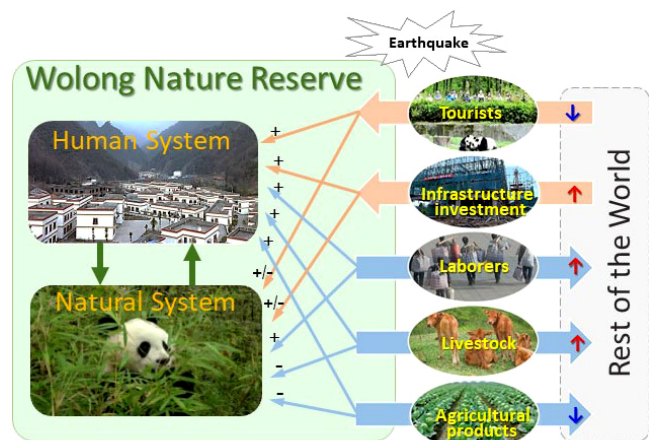 Earthquake
Wolong Nature Reserve
Human System
Natural System
+
+
+
+
+/-
+/-
+
-
-
Tourists
Infrastructure
investment
Laborers
Livestock
Agricultural
products
Rest of the World